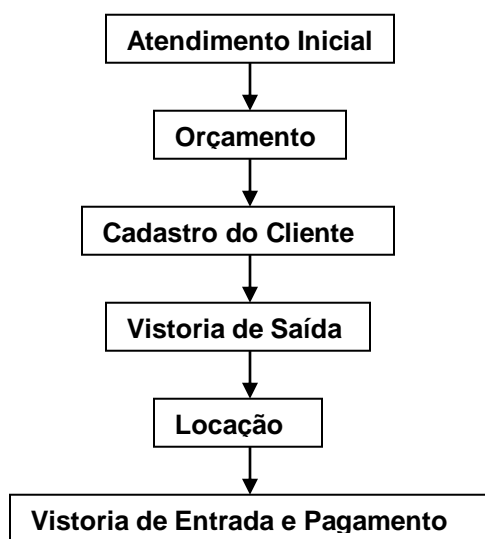 Atendimento Inicial
Orçamento
Cadastro do Cliente
Vistoria de Saída
Locação
Vistoria de Entrada e Pagamento